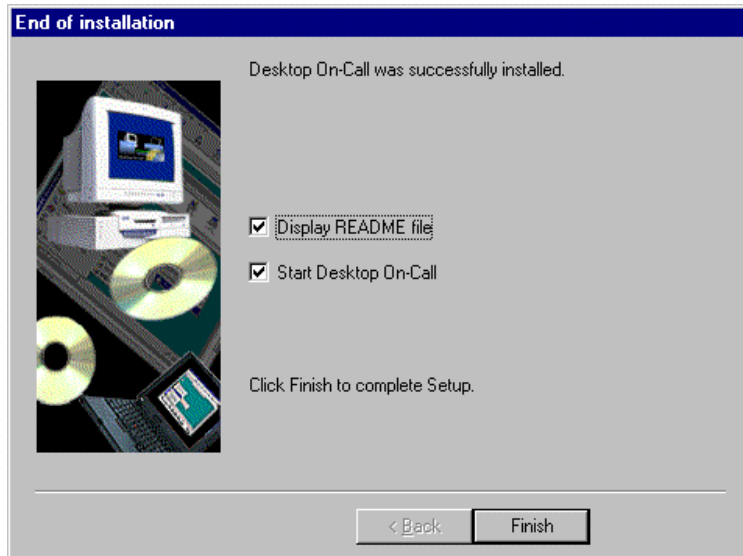 End of installation
Desktop On-Call was successfully installed.
Display README file
Start Desktop On-Call
Click Finish to complete Setup.
< Back
Finish